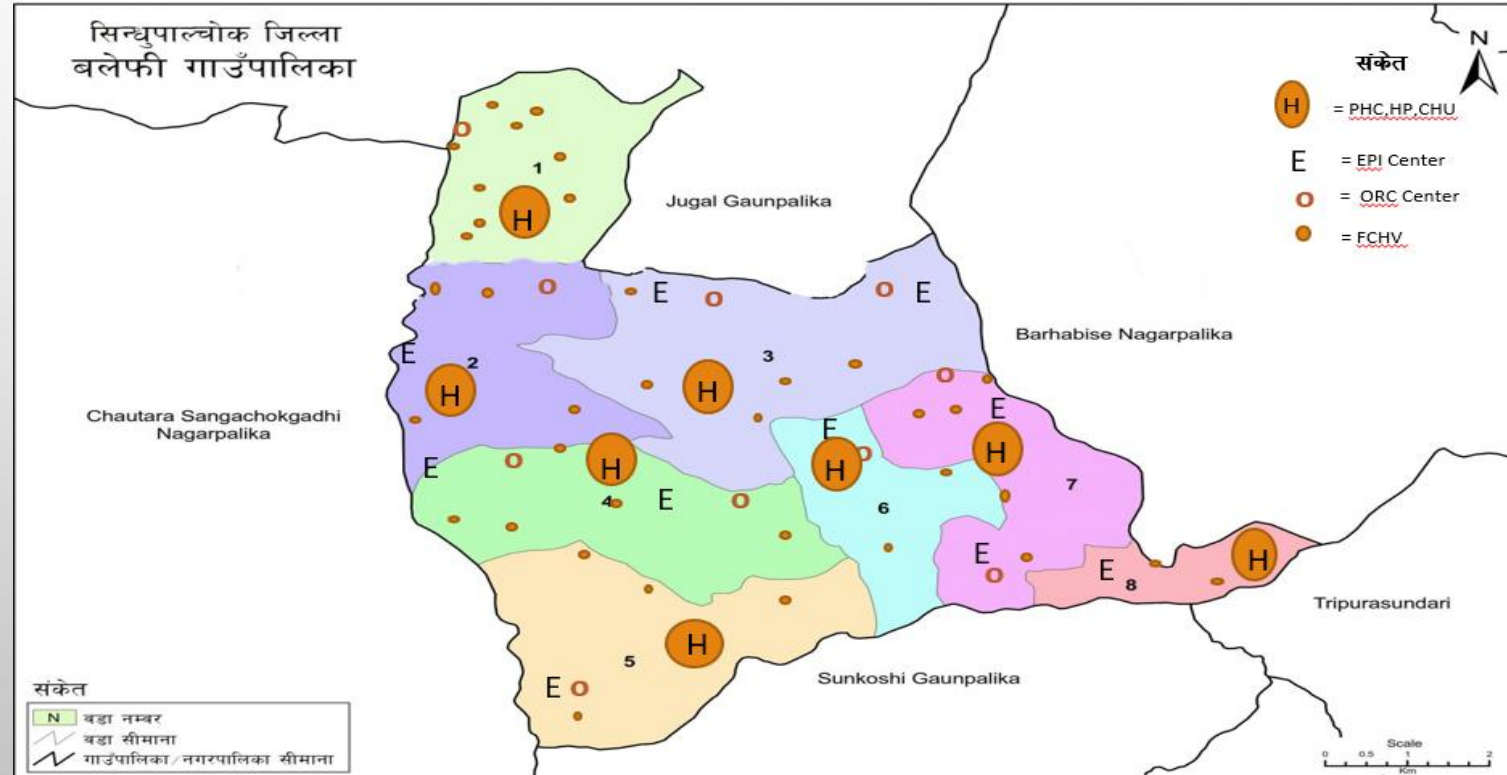 सिन्धुपाल्चोक जिल्ला
बलेफी गाउँपालिका
N
संकेत
H = PHC,HP,CHU
E = EPI Center
O = ORC Center
= FCHV
O
1
H
Jugal Gaunpalika
O
E
O
O
E
Barhabise Nagarpalika
E
2
3
H
H
O
E
Chautara Sangachokgadhi
Nagarpalika
E
O
H
H
O
H
E
4
E
O
6
7
E
O
E
8
H
Tripurasundari
5
H
E
O
Sunkoshi Gaunpalika
संकेत
N वडा नम्बर
वडा सीमाना
गाउँपालिका/नगरपालिका सीमाना
Scale
0 0.5 1 2
Km